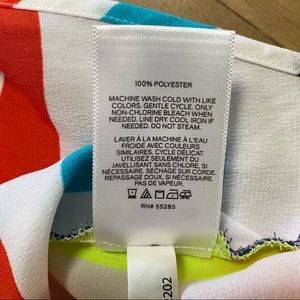 100% POLYESTER
MACHINE WASH COLD WITH LIKE
COLORS. GENTLE CYCLE. ONLY
NON-CHLORINE BLEACH WHEN
NEEDED. LINE DRY. COOL IRON IF
NEEDED. DO NOT STEAM.
LAVER À LA MACHINE À L'EAU
FROIDE AVEC COULEURS
SIMILAIRES. CYCLE DÉLICAT.
UTILISEZ SEULEMENT DU
JAVELLISANT SANS CHLORE, SI
NÉCESSAIRE. SÉCHER SUR CORDE.
REPASSAGE DOUX, SI NÉCESSAIRE.
PAS DE VAPEUR.
RN# 55285
202